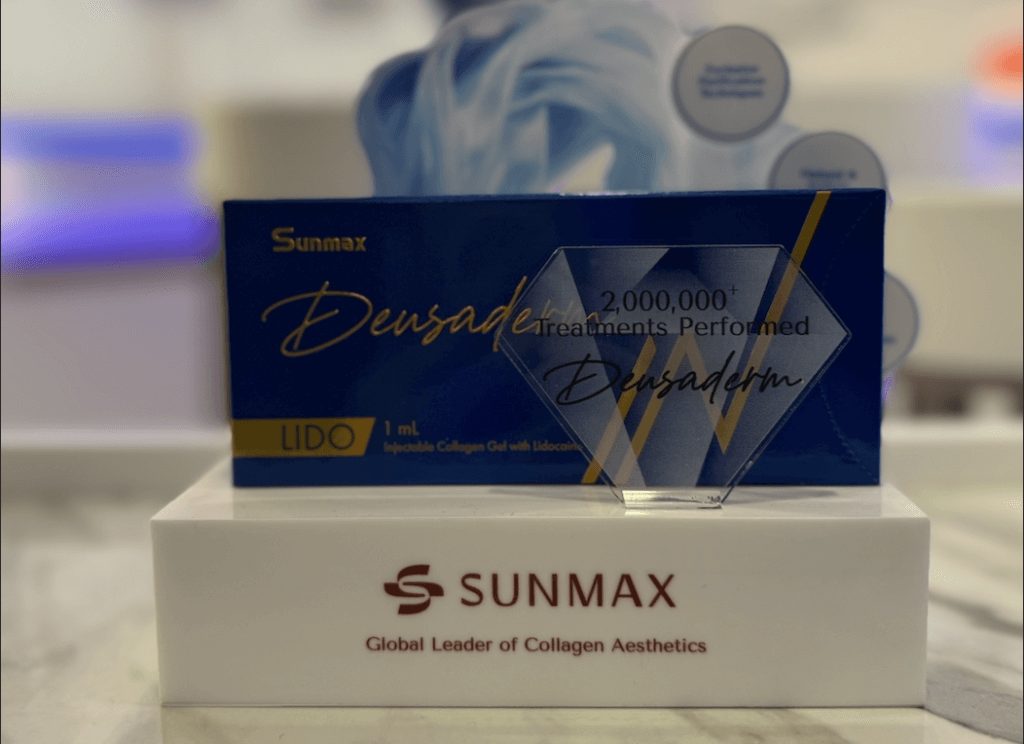 Sunmax
Deusaderm
LIDO
1 mL
Injectable Collagen Gel with Lidocaine
2,000,000+
Treatments Performed
Deusaderm
SUNMAX
Global Leader of Collagen Aesthetics